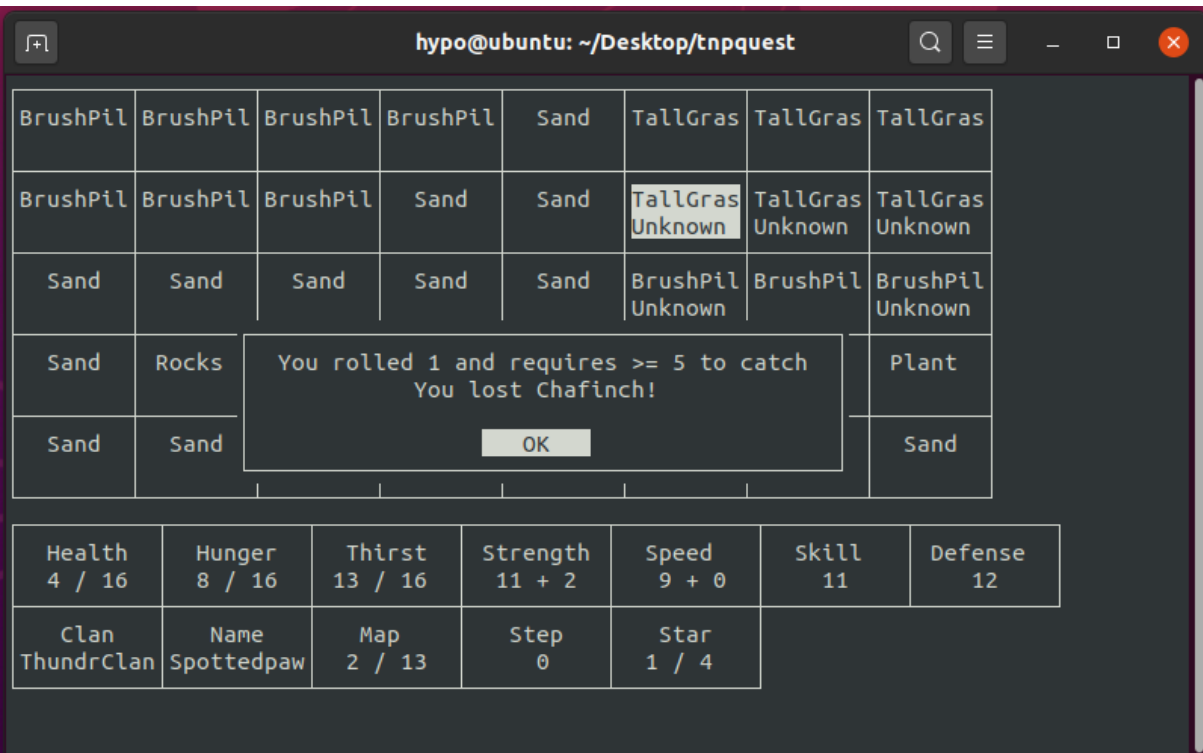 hypo@ubuntu: ~/Desktop/tnpquest
BrushPil BrushPil BrushPil BrushPil Sand TallGras TallGras TallGras
BrushPil BrushPil BrushPil Sand Sand TallGras TallGras TallGras
Unknown Unknown Unknown
Sand Sand Sand Sand Sand BrushPil BrushPil BrushPil
Unknown Unknown
Sand Rocks You rolled 1 and requires >= 5 to catch Plant
You lost Chafinch!
Sand Sand OK Sand
Health Hunger Thirst Strength Speed Skill Defense
4 / 16 8 / 16 13 / 16 11 + 2 9 + 0 11 12
Clan Name Map Step Star
ThundrClan Spottedpaw 2 / 13 0 1 / 4